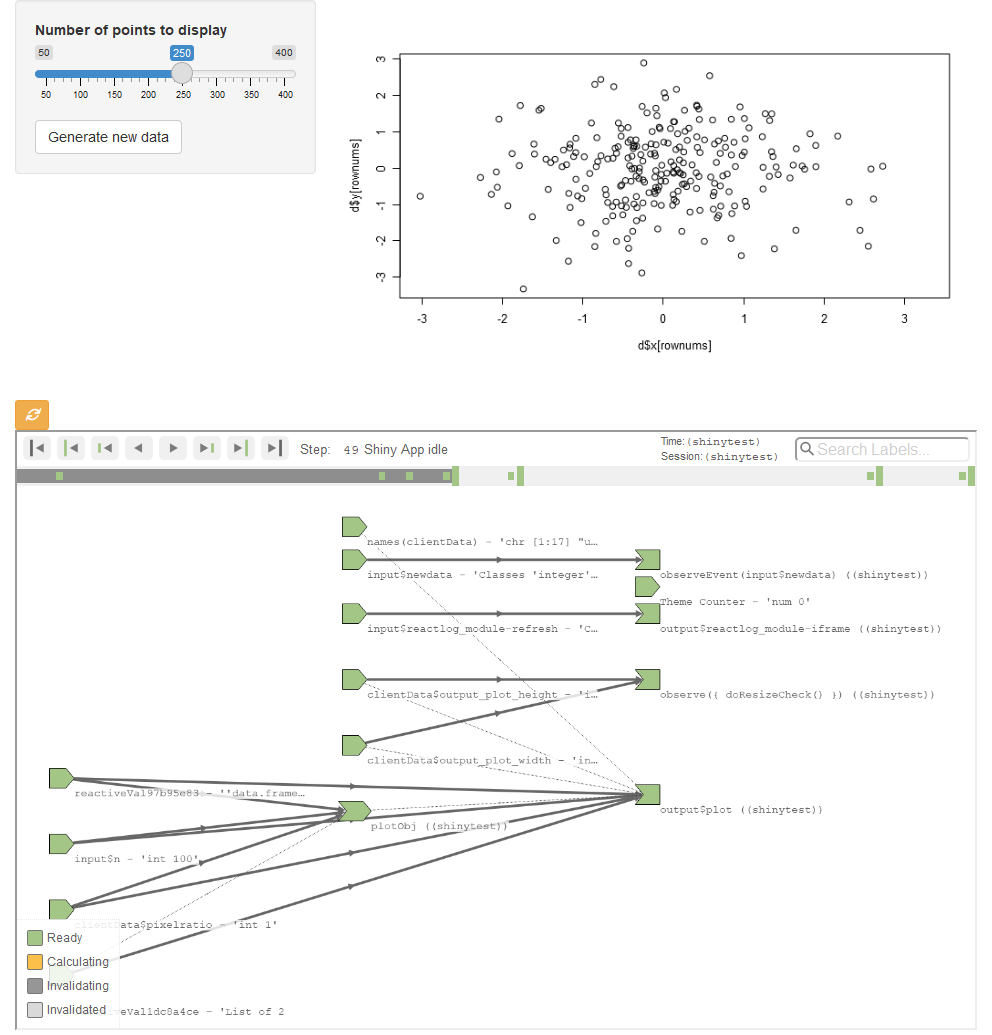 Number of points to display
50 250 400
50 100 150 200 250 300 350 400
Generate new data
3
2
1
0
-1
-2
-3
d$y[rownums]
-3 -2 -1 0 1 2 3
d$x[rownums]
Step: 49 Shiny App idle
Time: (shinytest)
Session: (shinytest)
Search Labels...
names(clientData) - 'chr [1:17] "u...
input$newdata - 'Classes 'integer'...
observeEvent(input$newdata) ((shinytest))
Theme Counter - 'num 0'
input$reactlog_module-refresh - 'C...
output$reactlog_module-iframe ((shinytest))
clientData$output_plot_height - 'i...
observe({ doResizeCheck() }) ((shinytest))
clientData$output_plot_width - 'in...
reactiveVal97b95e83 - ''data.frame...
output$plot ((shinytest))
plotObj ((shinytest))
input$n - 'int 100'
clientData$pixelratio - 'int 1'
Ready
Calculating
Invalidating
Invalidated
veVal1dc8a4ce - 'List of 2